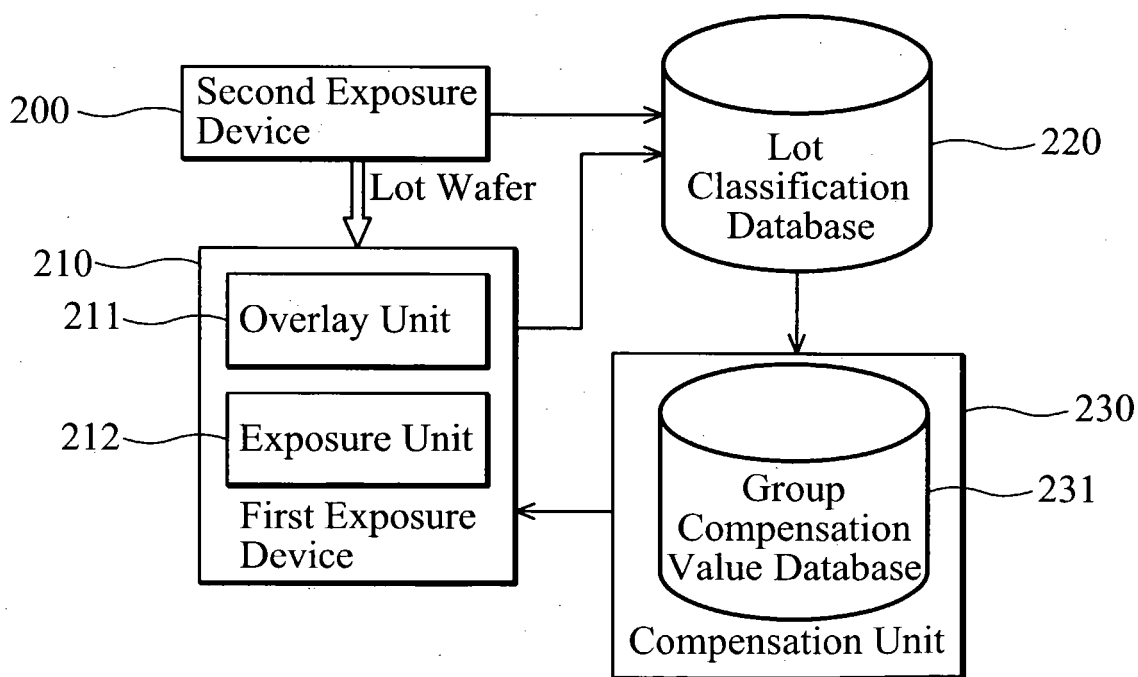 200
Second Exposure
Device
Lot Wafer
Lot
Classification
Database
220
210
211
Overlay Unit
212
Exposure Unit
First Exposure
Device
230
231
Group
Compensation
Value Database
Compensation Unit